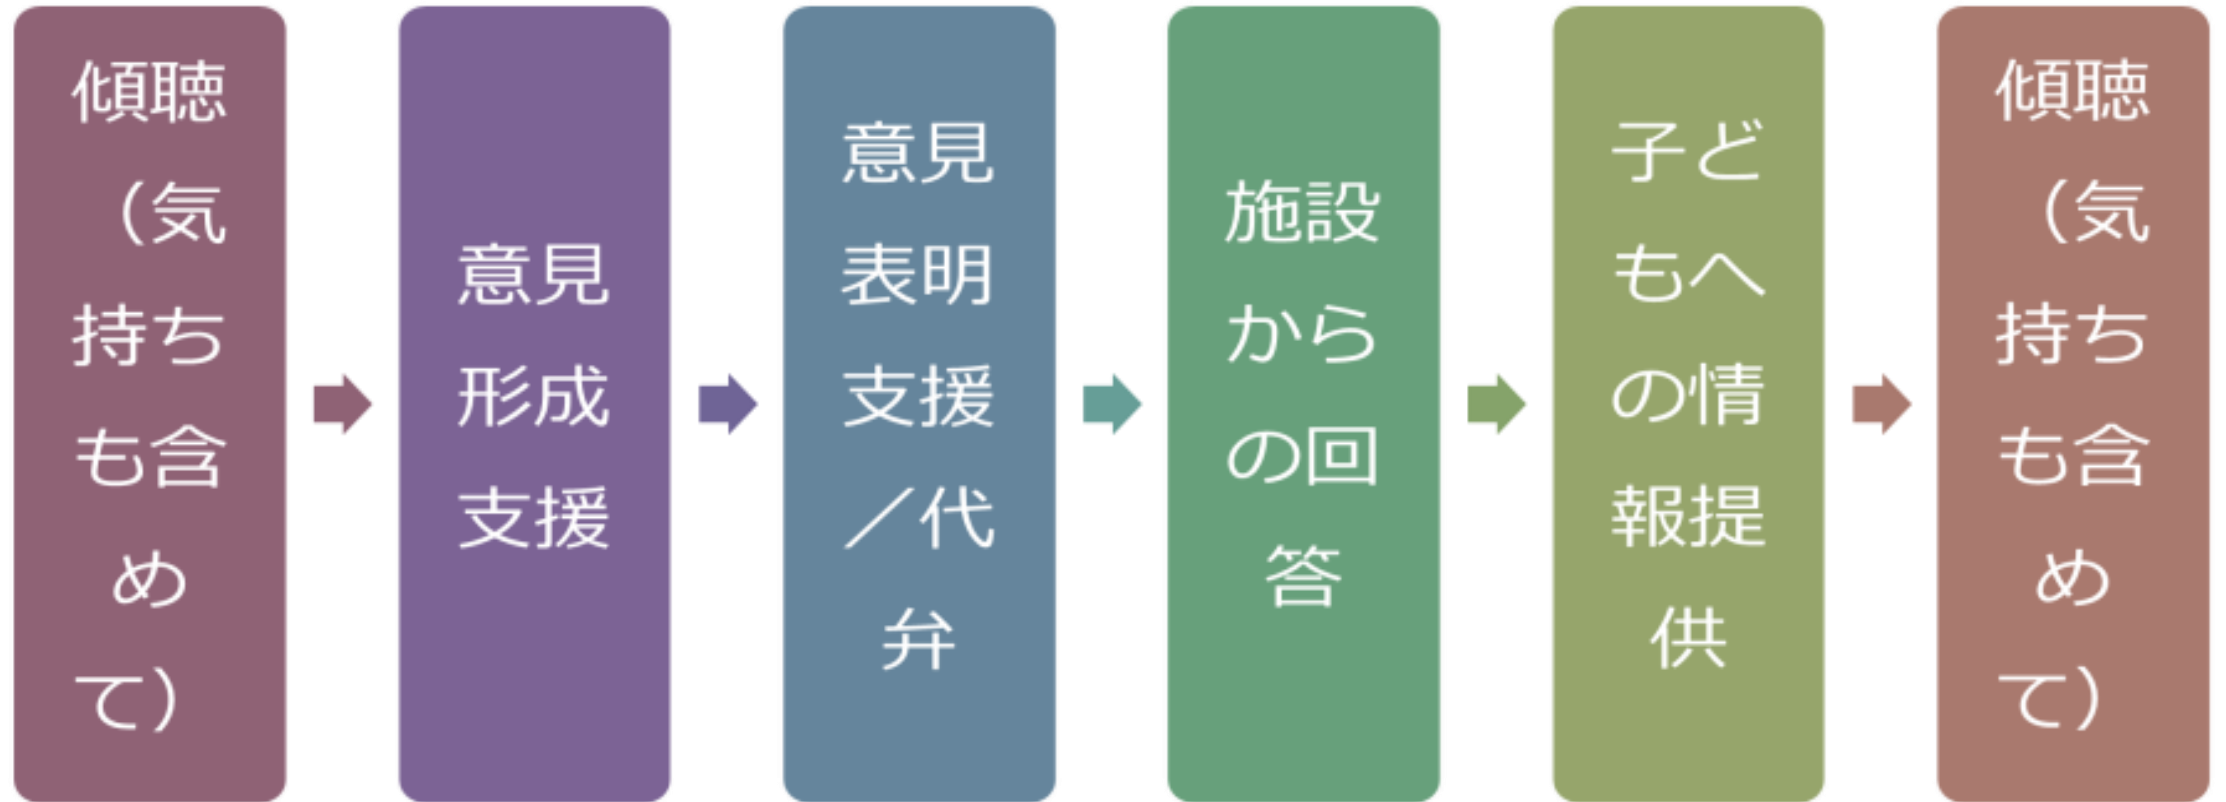 傾聴
（気
持ち
も含
め
て）
意見
形成
支援
意見
表明
支援
／代
弁
施設
から
の回
答
子ど
もへ
の情
報提
供
傾聴
（気
持ち
も含
め
て）